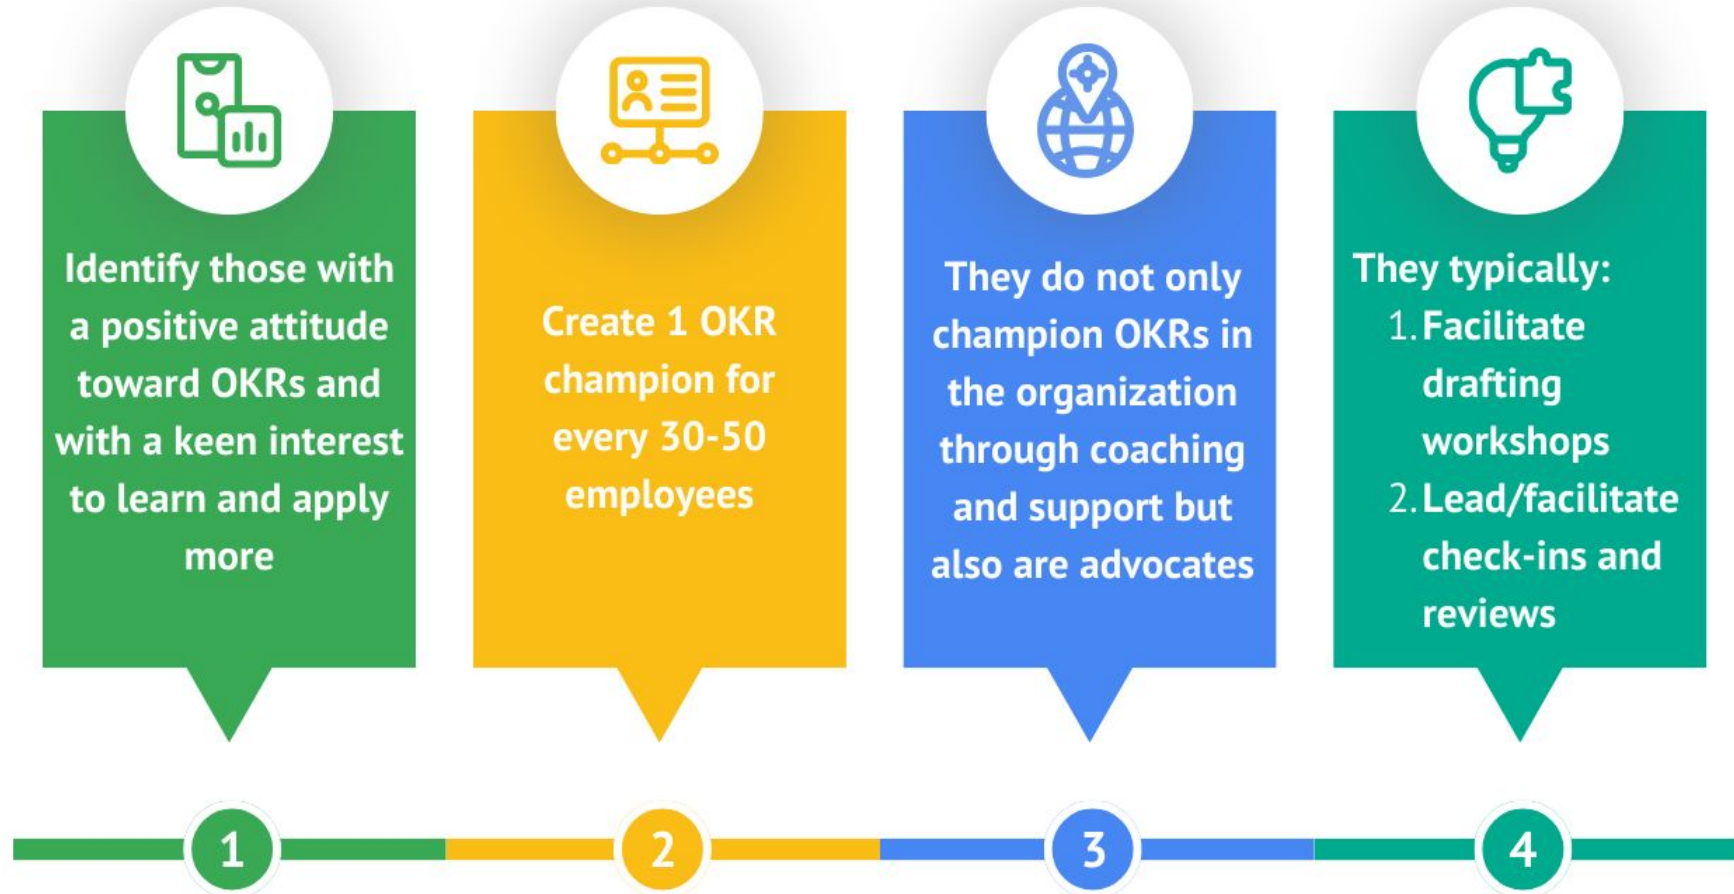 Identify those with
a positive attitude
toward OKRs and
with a keen interest
to learn and apply
more
Create 1 OKR
champion for
every 30-50
employees
They do not only
champion OKRs in
the organization
through coaching
and support but
also are advocates
They typically:
1. Facilitate
drafting
workshops
2. Lead/facilitate
check-ins and
reviews
1
2
3
4